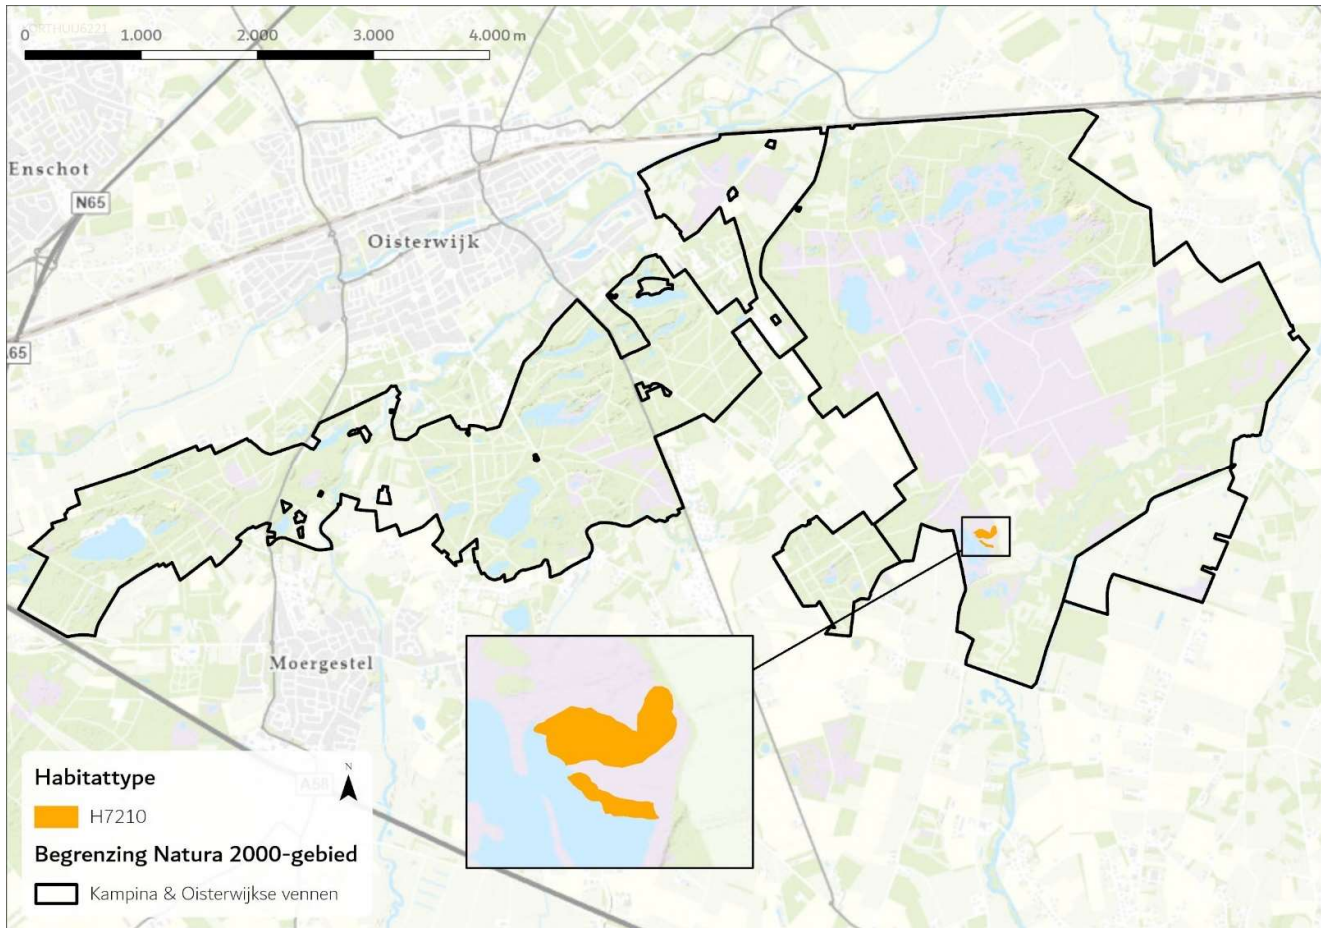 0 1.000 2.000 3.000 4.000 m
Enschot
N65
Oisterwijk
.65
Moergestel
A58
N
Habitattype
H7210
Begrenzing Natura 2000-gebied
Kampina & Oisterwijkse vennen